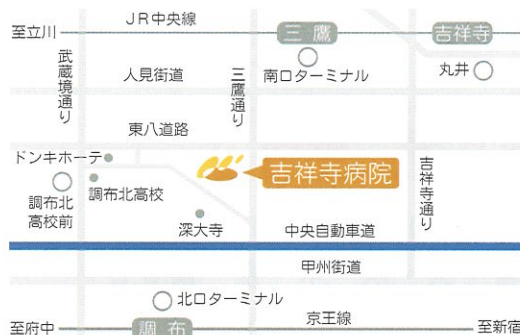 JR中央線
至立川
三鷹
吉祥寺
武蔵境通り
人見街道
三鷹通り
南口ターミナル
丸井
東八道路
ドンキホーテ
調布北高校
調布北
高校前
吉祥寺病院
吉祥寺通り
深大寺
中央自動車道
甲州街道
北口ターミナル
至府中
調布
京王線
至新宿